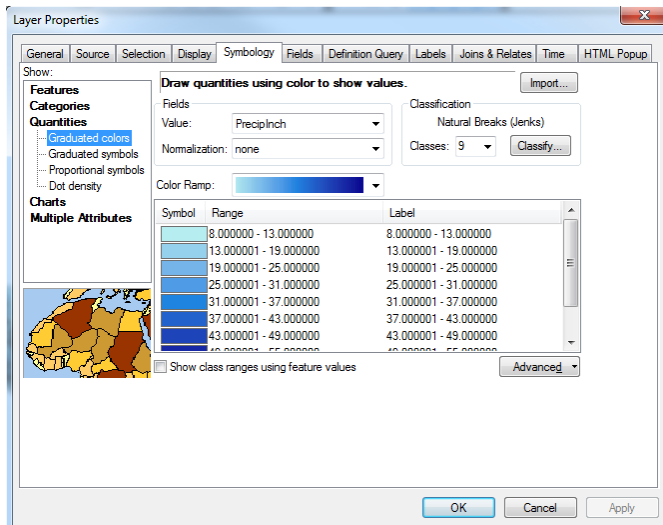 Layer Properties
General Source Selection Display Symbology Fields Definition Query Labels Joins & Relates Time HTML Popup
Show:
Features
Categories
Quantities
Graduated colors
Graduated symbols
Proportional symbols
Dot density
Charts
Multiple Attributes
Draw quantities using color to show values.
Import...
Fields
Value: PrecipInch
Normalization: none
Classification
Natural Breaks (Jenks)
Classes: 9 Classify...
Color Ramp:
Symbol Range Label
8.000000 - 13.000000 8.000000 - 13.000000
13.000001 - 19.000000 13.000001 - 19.000000
19.000001 - 25.000000 19.000001 - 25.000000
25.000001 - 31.000000 25.000001 - 31.000000
31.000001 - 37.000000 31.000001 - 37.000000
37.000001 - 43.000000 37.000001 - 43.000000
43.000001 - 49.000000 43.000001 - 49.000000
Show class ranges using feature values
Advanced
OK Cancel Apply